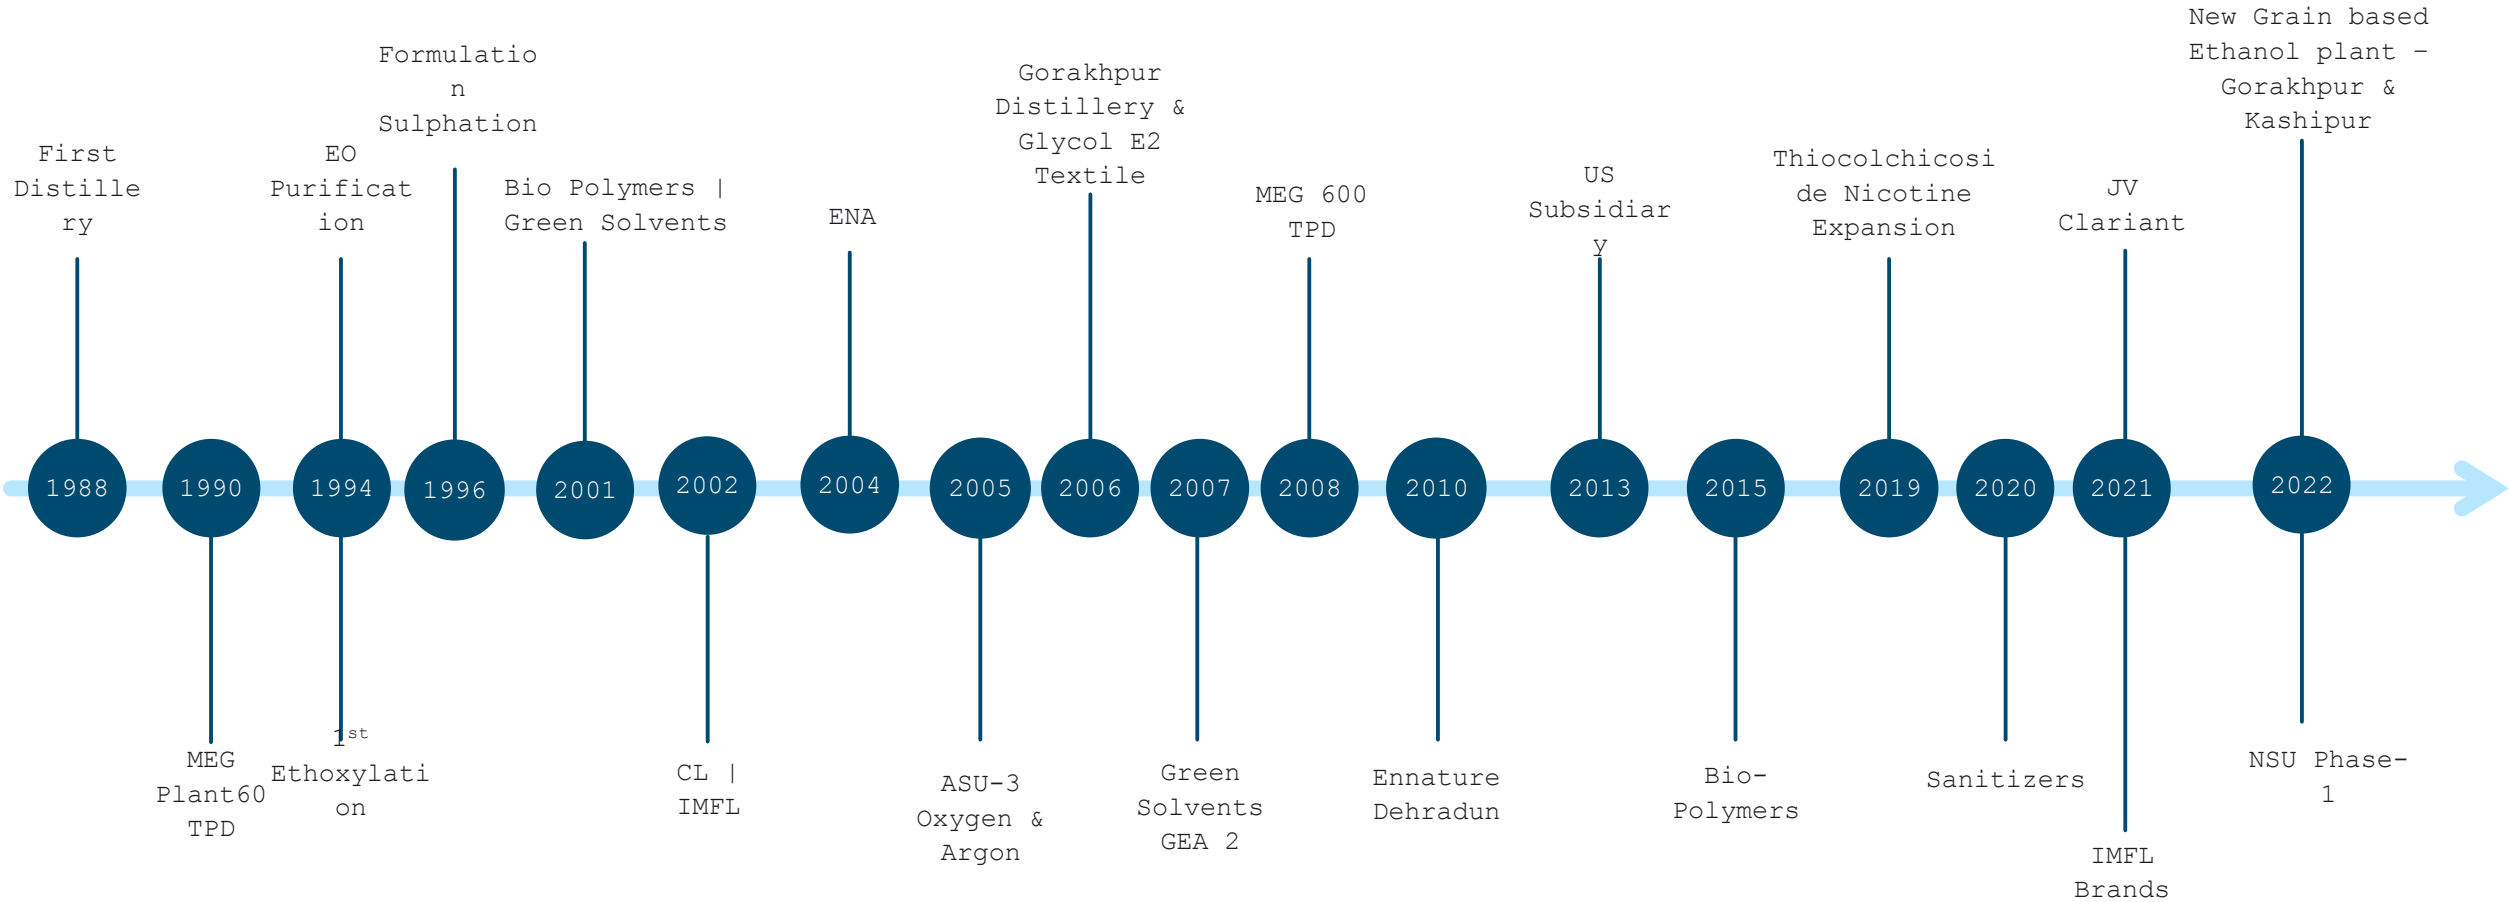 First
Distille
ry
EO
Purificat
ion
Formulatio
n
Sulphation
Bio Polymers |
Green Solvents
ENA
Gorakhpur
Distillery &
Glycol E2
Textile
MEG 600
TPD
US
Subsidiar
y
Thiocolchicosi
de Nicotine
Expansion
JV
Clariant
New Grain based
Ethanol plant –
Gorakhpur &
Kashipur
1988
1990
1994
1996
2001
2002
2004
2005
2006
2007
2008
2010
2013
2015
2019
2020
2021
2022
MEG
Plant60
TPD
1st
Ethoxylati
on
CL |
IMFL
ASU-3
Oxygen &
Argon
Green
Solvents
GEA 2
Ennature
Dehradun
Bio-
Polymers
Sanitizers
IMFL
Brands
NSU Phase-
1